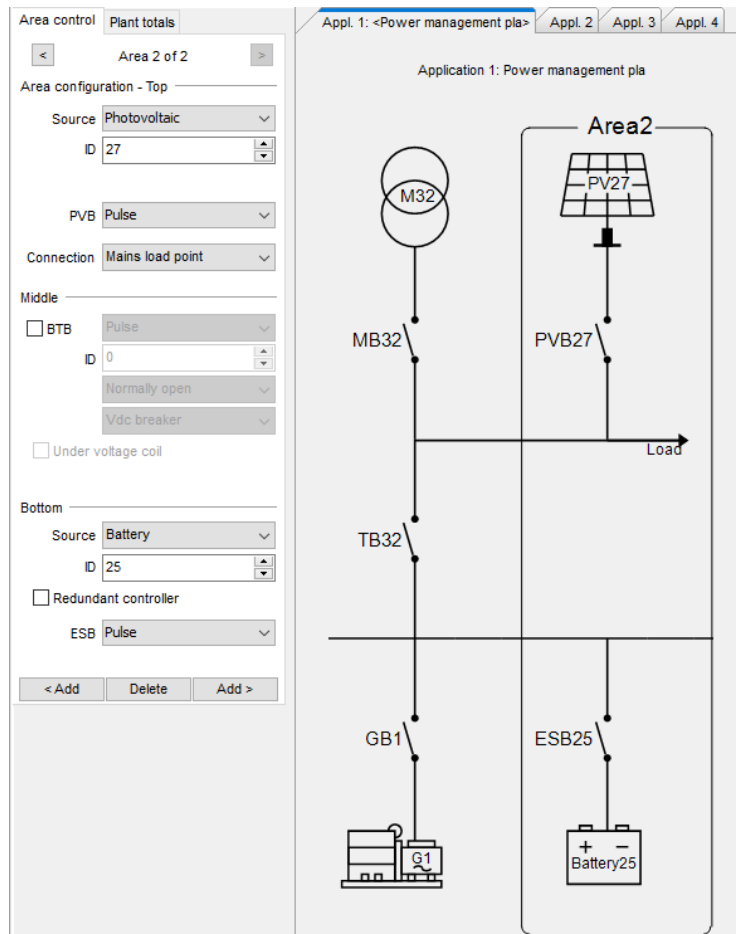 Area control
Plant totals
<
Area 2 of 2
>
Area configuration - Top
Source Photovoltaic
ID 27
PVB Pulse
Connection Mains load point
Middle
BTB Pulse
ID 0
Normally open
Vdc breaker
Under voltage coil
Bottom
Source Battery
ID 25
Redundant controller
ESB Pulse
< Add
Delete
Add >
Appl. 1: <Power management pla>
Appl. 2
Appl. 3
Appl. 4
Application 1: Power management pla
Area2
M32
PV27
MB32
PVB27
Load
TB32
GB1
ESB25
G1
+ −
Battery25